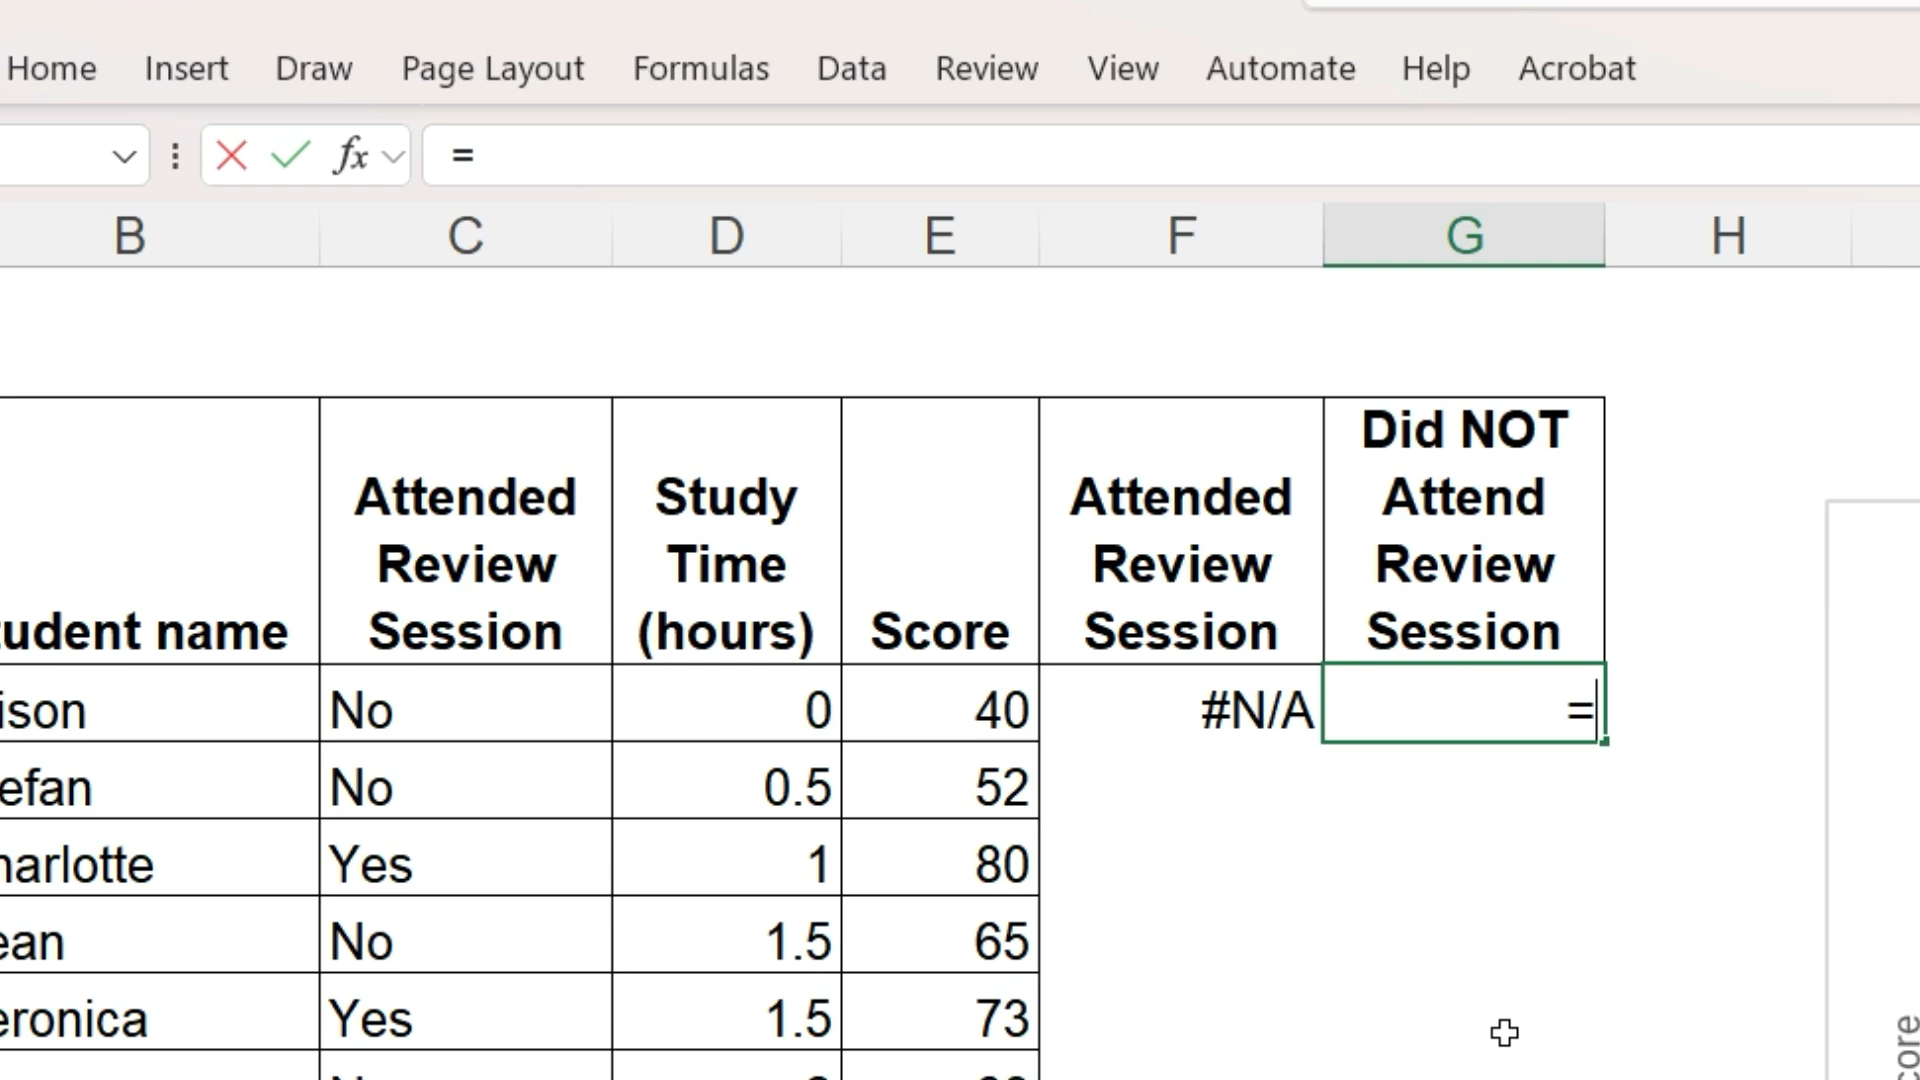 Home Insert Draw Page Layout Formulas Data Review View Automate Help Acrobat
fx =
B C D E F G H
Did NOT
Attended Study Attended Attend
Review Time Review Review
udent name Session (hours) Score Session Session
ison No 0 40 #N/A =
efan No 0.5 52
harlotte Yes 1 80
ean No 1.5 65
eronica Yes 1.5 73
core